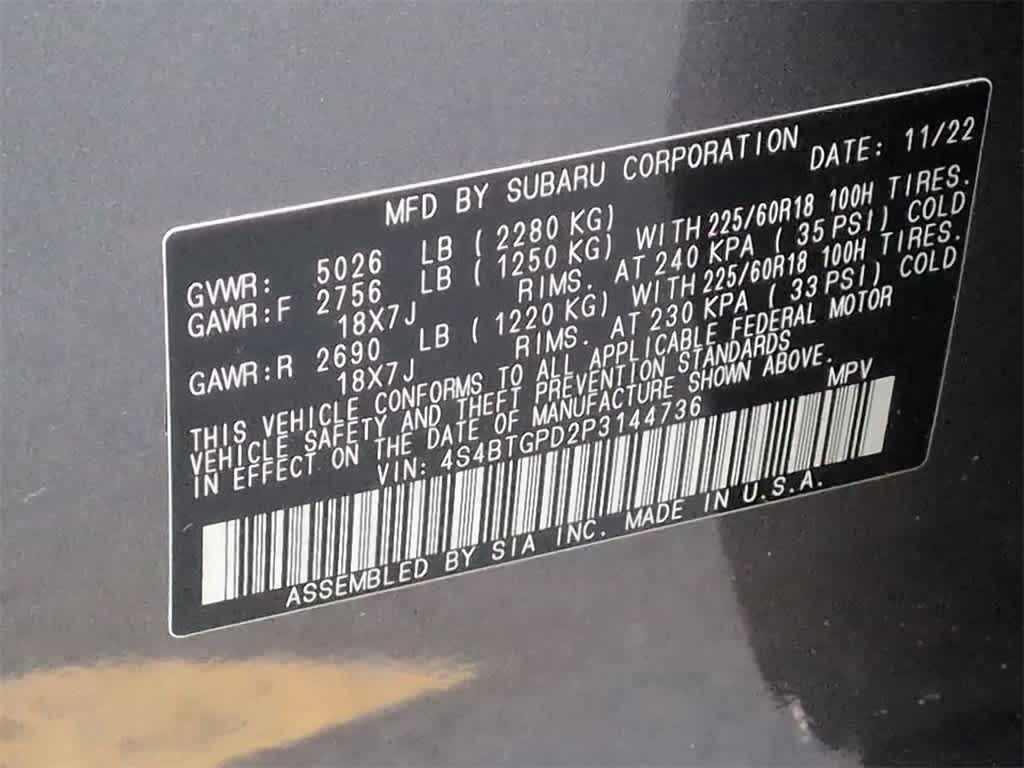 MFD BY SUBARU CORPORATION DATE: 11/22
GVWR: 5026 LB ( 2280 KG)
GAWR:F 2756 LB ( 1250 KG) WITH 225/60R18 100H TIRES.
18X7J RIMS. AT 240 KPA ( 35 PSI) COLD
GAWR:R 2690 LB ( 1220 KG) WITH 225/60R18 100H TIRES.
18X7J RIMS. AT 230 KPA ( 33 PSI) COLD
THIS VEHICLE CONFORMS TO ALL APPLICABLE FEDERAL MOTOR
VEHICLE SAFETY AND THEFT PREVENTION STANDARDS
IN EFFECT ON THE DATE OF MANUFACTURE SHOWN ABOVE.
VIN: 4S4BTGPD2P3144736 MPV
ASSEMBLED BY SIA INC. MADE IN U.S.A.